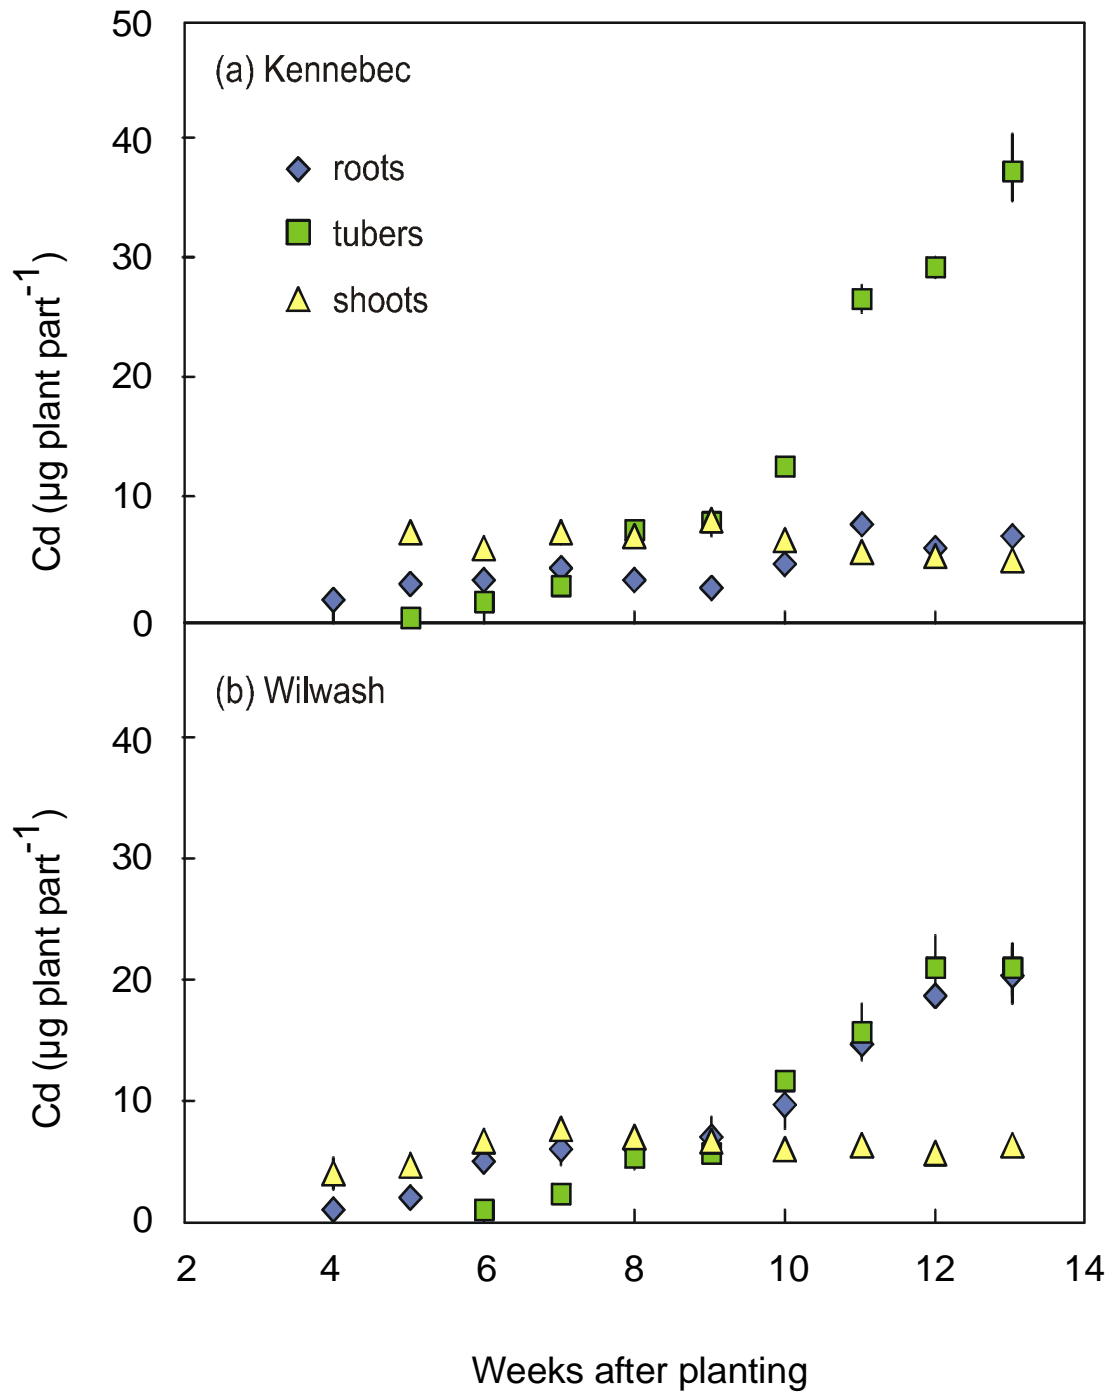 50
(a) Kennebec
40
roots
tubers
30
shoots
20
10
0
Cd (µg plant part⁻¹)
(b) Wilwash
40
30
20
10
0
Cd (µg plant part⁻¹)
2 4 6 8 10 12 14
Weeks after planting